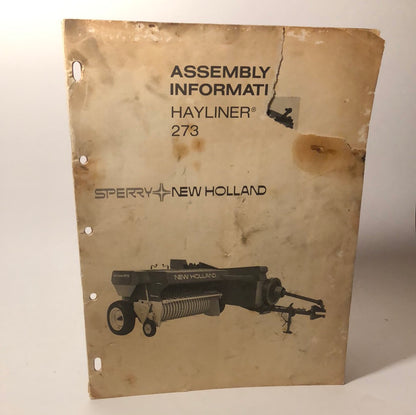 ASSEMBLY
INFORMATI
HAYLINER®
273
SPERRY NEW HOLLAND
NEW HOLLAND